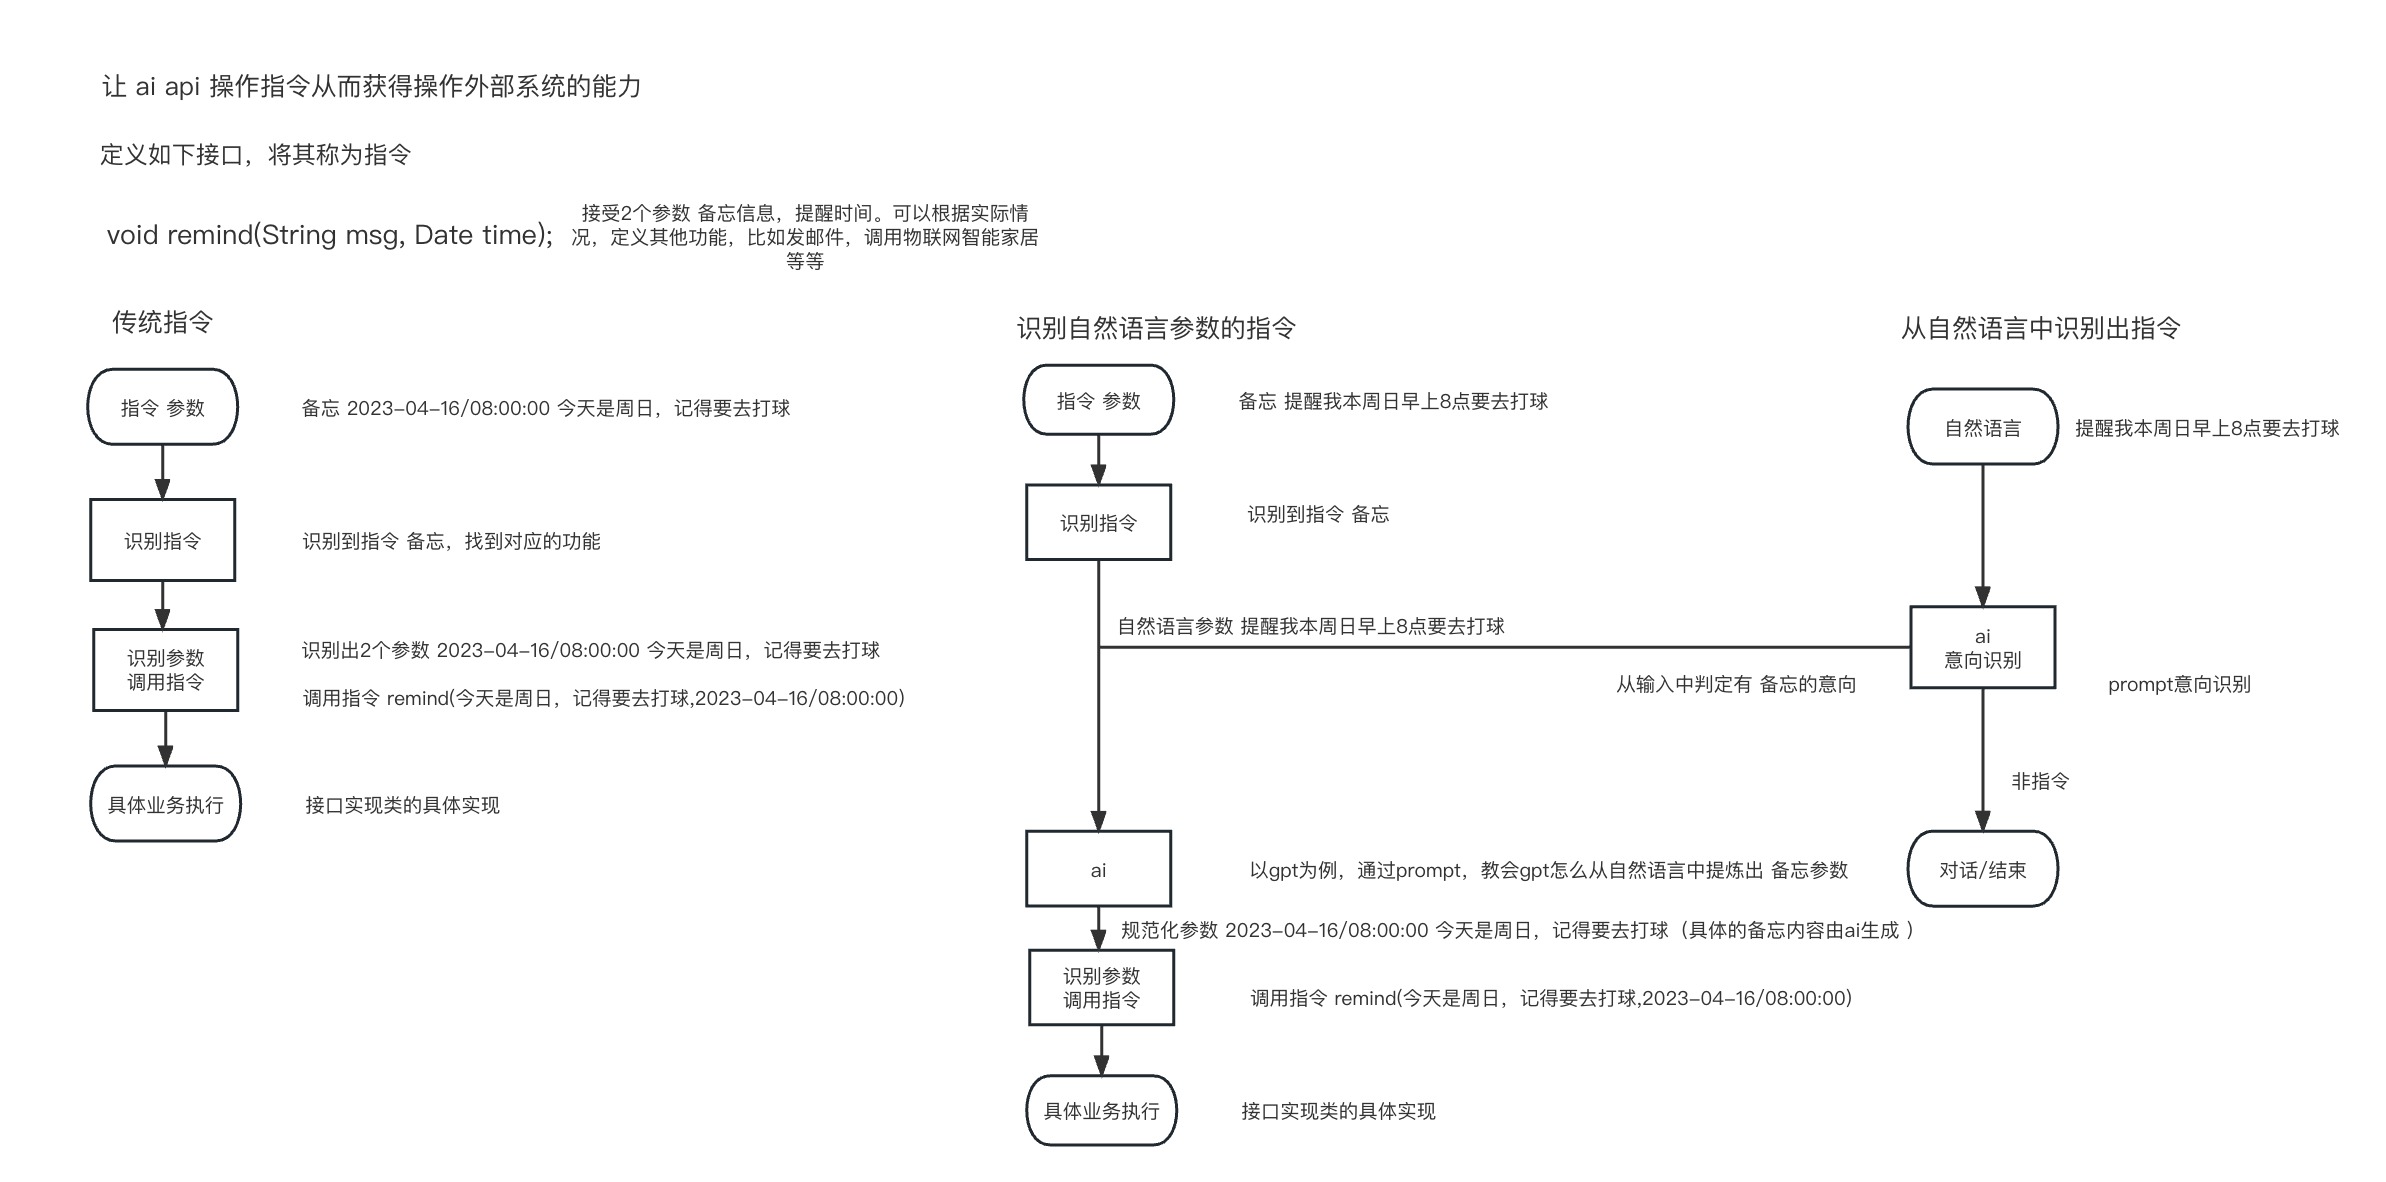 让 ai api 操作指令从而获得操作外部系统的能力
定义如下接口，将其称为指令
void remind(String msg, Date time);
接受2个参数 备忘信息，提醒时间。可以根据实际情
况，定义其他功能，比如发邮件，调用物联网智能家居
等等
传统指令
指令 参数
备忘 2023-04-16/08:00:00 今天是周日，记得要去打球
识别指令
识别到指令 备忘，找到对应的功能
识别参数
调用指令
识别出2个参数 2023-04-16/08:00:00 今天是周日，记得要去打球
调用指令 remind(今天是周日，记得要去打球,2023-04-16/08:00:00)
具体业务执行
接口实现类的具体实现
识别自然语言参数的指令
指令 参数
备忘 提醒我本周日早上8点要去打球
识别指令
识别到指令 备忘
自然语言参数 提醒我本周日早上8点要去打球
从输入中判定有 备忘的意向
ai
以gpt为例，通过prompt，教会gpt怎么从自然语言中提炼出 备忘参数
规范化参数 2023-04-16/08:00:00 今天是周日，记得要去打球（具体的备忘内容由ai生成 ）
识别参数
调用指令
调用指令 remind(今天是周日，记得要去打球,2023-04-16/08:00:00)
具体业务执行
接口实现类的具体实现
从自然语言中识别出指令
自然语言
提醒我本周日早上8点要去打球
ai
意向识别
prompt意向识别
非指令
对话/结束